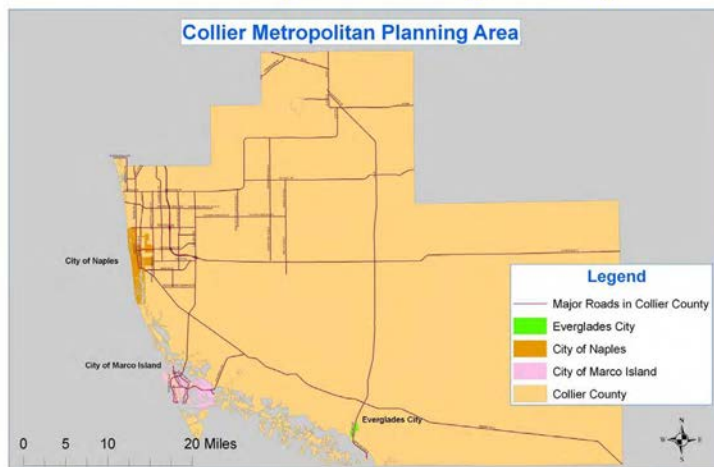 Collier Metropolitan Planning Area
City of Naples
City of Marco Island
Everglades City
Legend
Major Roads in Collier County
Everglades City
City of Naples
City of Marco Island
Collier County
0 5 10 20 Miles
N
W E
S